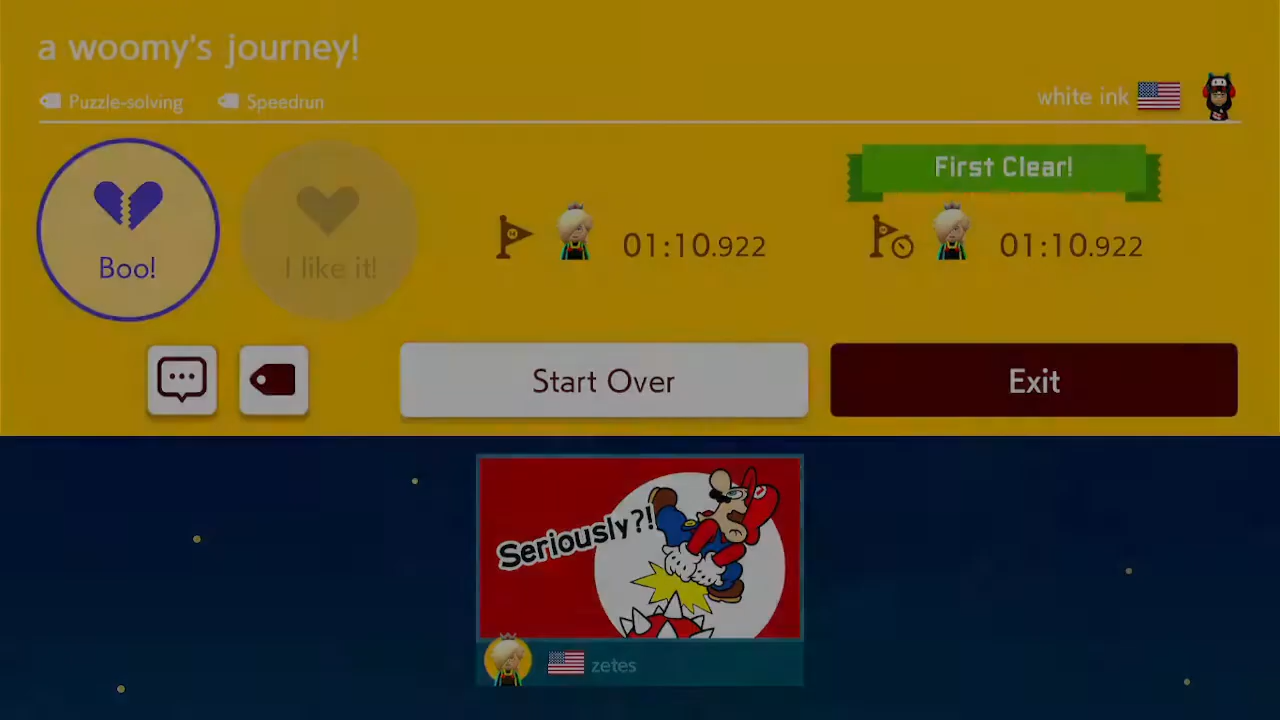 a woomy's journey!
Puzzle-solving Speedrun
white ink
First Clear!
01:10.922 01:10.922
Boo! I like it!
Start Over Exit
Seriously?!
zetes